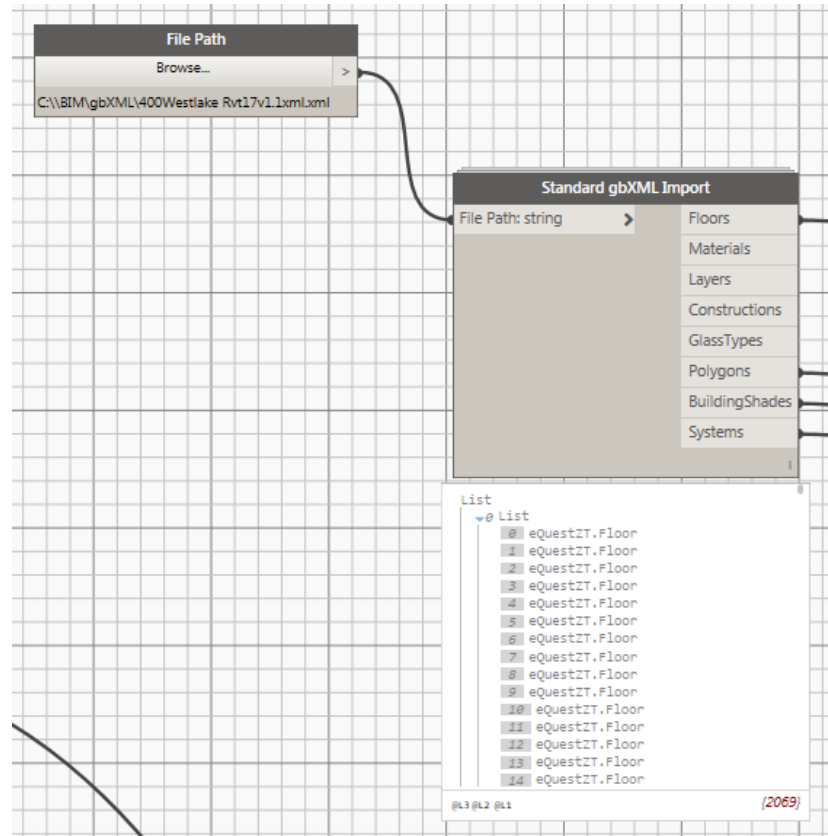 File Path
Browse...
>
C:\\BIM\gbXML\400Westlake Rvt17v1.1xml.xml
Standard gbXML Import
File Path: string
Floors
Materials
Layers
Constructions
GlassTypes
Polygons
BuildingShades
Systems
List
0 List
0 eQuestZT.Floor
1 eQuestZT.Floor
2 eQuestZT.Floor
3 eQuestZT.Floor
4 eQuestZT.Floor
5 eQuestZT.Floor
6 eQuestZT.Floor
7 eQuestZT.Floor
8 eQuestZT.Floor
9 eQuestZT.Floor
10 eQuestZT.Floor
11 eQuestZT.Floor
12 eQuestZT.Floor
13 eQuestZT.Floor
14 eQuestZT.Floor
@L3 @L2 @L1 {2069}